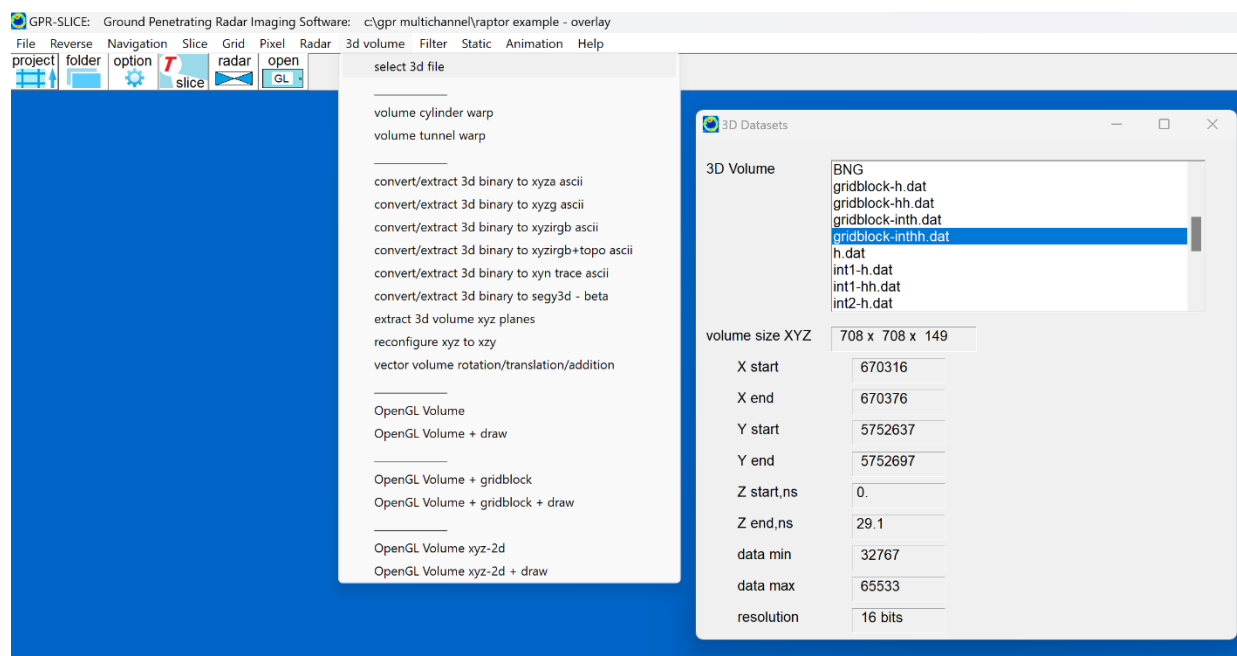 GPR-SLICE: Ground Penetrating Radar Imaging Software: c:\gpr multichannel\raptor example - overlay
File Reverse Navigation Slice Grid Pixel Radar 3d volume Filter Static Animation Help
project folder option T slice radar open GL
select 3d file
volume cylinder warp
volume tunnel warp
convert/extract 3d binary to xyza ascii
convert/extract 3d binary to xyzg ascii
convert/extract 3d binary to xyzirgb ascii
convert/extract 3d binary to xyzirgb+topo ascii
convert/extract 3d binary to xyn trace ascii
convert/extract 3d binary to segy3d - beta
extract 3d volume xyz planes
reconfigure xyz to xzy
vector volume rotation/translation/addition
OpenGL Volume
OpenGL Volume + draw
OpenGL Volume + gridblock
OpenGL Volume + gridblock + draw
OpenGL Volume xyz-2d
OpenGL Volume xyz-2d + draw
3D Datasets
3D Volume
BNG
gridblock-h.dat
gridblock-hh.dat
gridblock-inth.dat
gridblock-inthh.dat
h.dat
int1-h.dat
int1-hh.dat
int2-h.dat
volume size XYZ 708 x 708 x 149
X start 670316
X end 670376
Y start 5752637
Y end 5752697
Z start,ns 0.
Z end,ns 29.1
data min 32767
data max 65533
resolution 16 bits